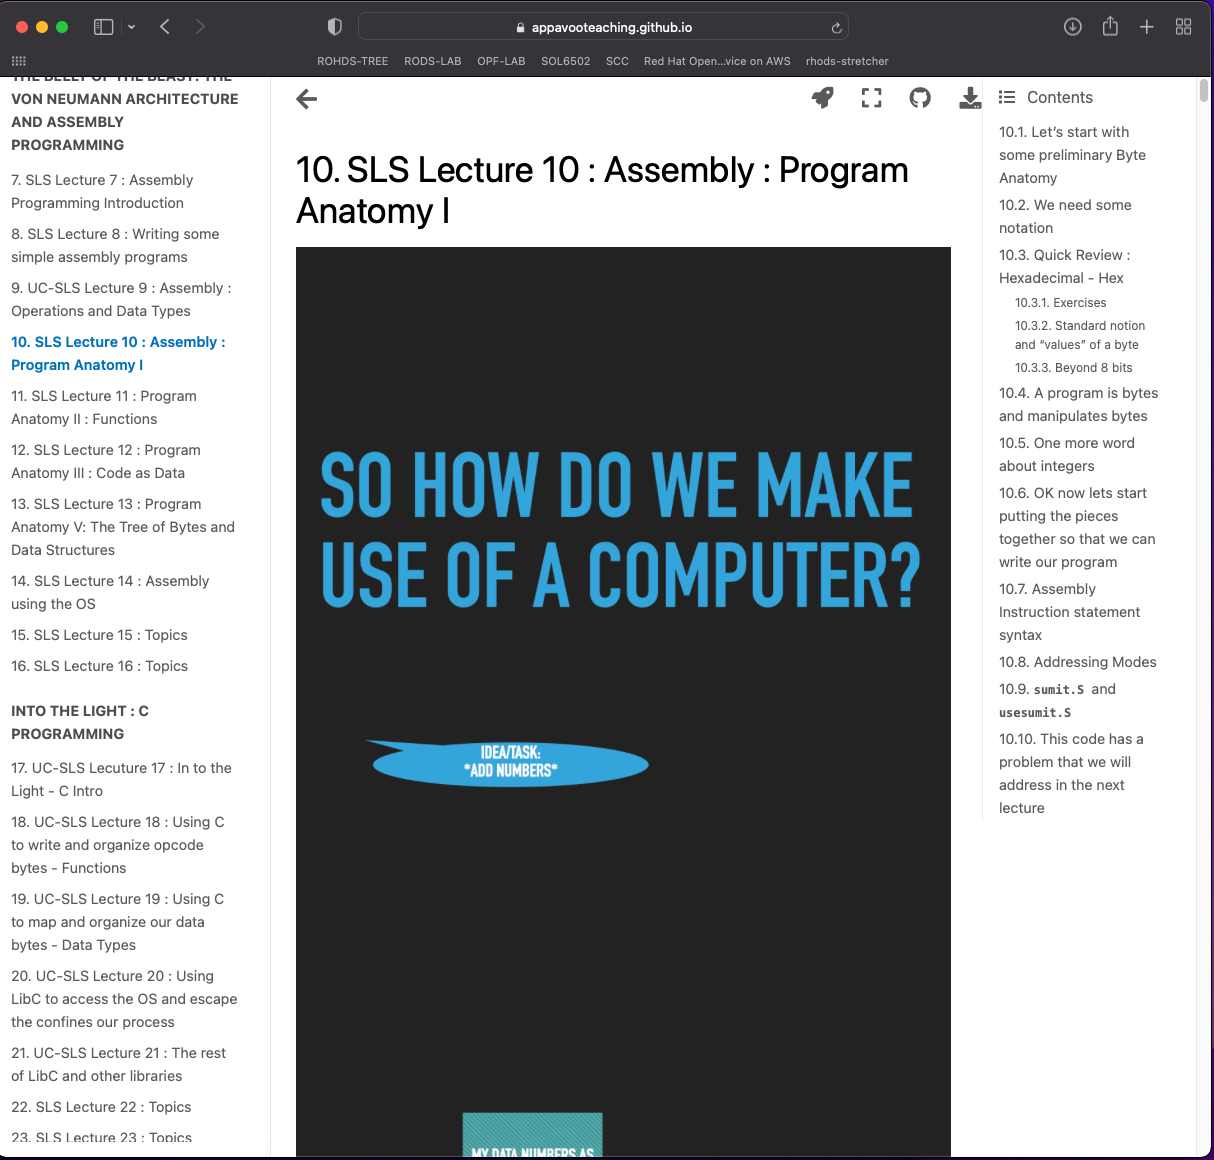 appavooteaching.github.io
ROHDS-TREE RODS-LAB OPF-LAB SOL6502 SCC Red Hat Open...vice on AWS rhods-stretcher
THE BELLY OF THE BEAST: THE
VON NEUMANN ARCHITECTURE
AND ASSEMBLY
PROGRAMMING
7. SLS Lecture 7 : Assembly
Programming Introduction
8. SLS Lecture 8 : Writing some
simple assembly programs
9. UC-SLS Lecture 9 : Assembly :
Operations and Data Types
10. SLS Lecture 10 : Assembly :
Program Anatomy I
11. SLS Lecture 11 : Program
Anatomy II : Functions
12. SLS Lecture 12 : Program
Anatomy III : Code as Data
13. SLS Lecture 13 : Program
Anatomy V: The Tree of Bytes and
Data Structures
14. SLS Lecture 14 : Assembly
using the OS
15. SLS Lecture 15 : Topics
16. SLS Lecture 16 : Topics
INTO THE LIGHT : C
PROGRAMMING
17. UC-SLS Lecuture 17 : In to the
Light - C Intro
18. UC-SLS Lecture 18 : Using C
to write and organize opcode
bytes - Functions
19. UC-SLS Lecture 19 : Using C
to map and organize our data
bytes - Data Types
20. UC-SLS Lecture 20 : Using
LibC to access the OS and escape
the confines our process
21. UC-SLS Lecture 21 : The rest
of LibC and other libraries
22. SLS Lecture 22 : Topics
23. SLS Lecture 23 : Topics
10. SLS Lecture 10 : Assembly : Program
Anatomy I
SO HOW DO WE MAKE
USE OF A COMPUTER?
IDEA/TASK:
*ADD NUMBERS*
MY DATA NUMBERS AS
Contents
10.1. Let's start with
some preliminary Byte
Anatomy
10.2. We need some
notation
10.3. Quick Review :
Hexadecimal - Hex
10.3.1. Exercises
10.3.2. Standard notion
and “values” of a byte
10.3.3. Beyond 8 bits
10.4. A program is bytes
and manipulates bytes
10.5. One more word
about integers
10.6. OK now lets start
putting the pieces
together so that we can
write our program
10.7. Assembly
Instruction statement
syntax
10.8. Addressing Modes
10.9. sumit.S and
usesumit.S
10.10. This code has a
problem that we will
address in the next
lecture